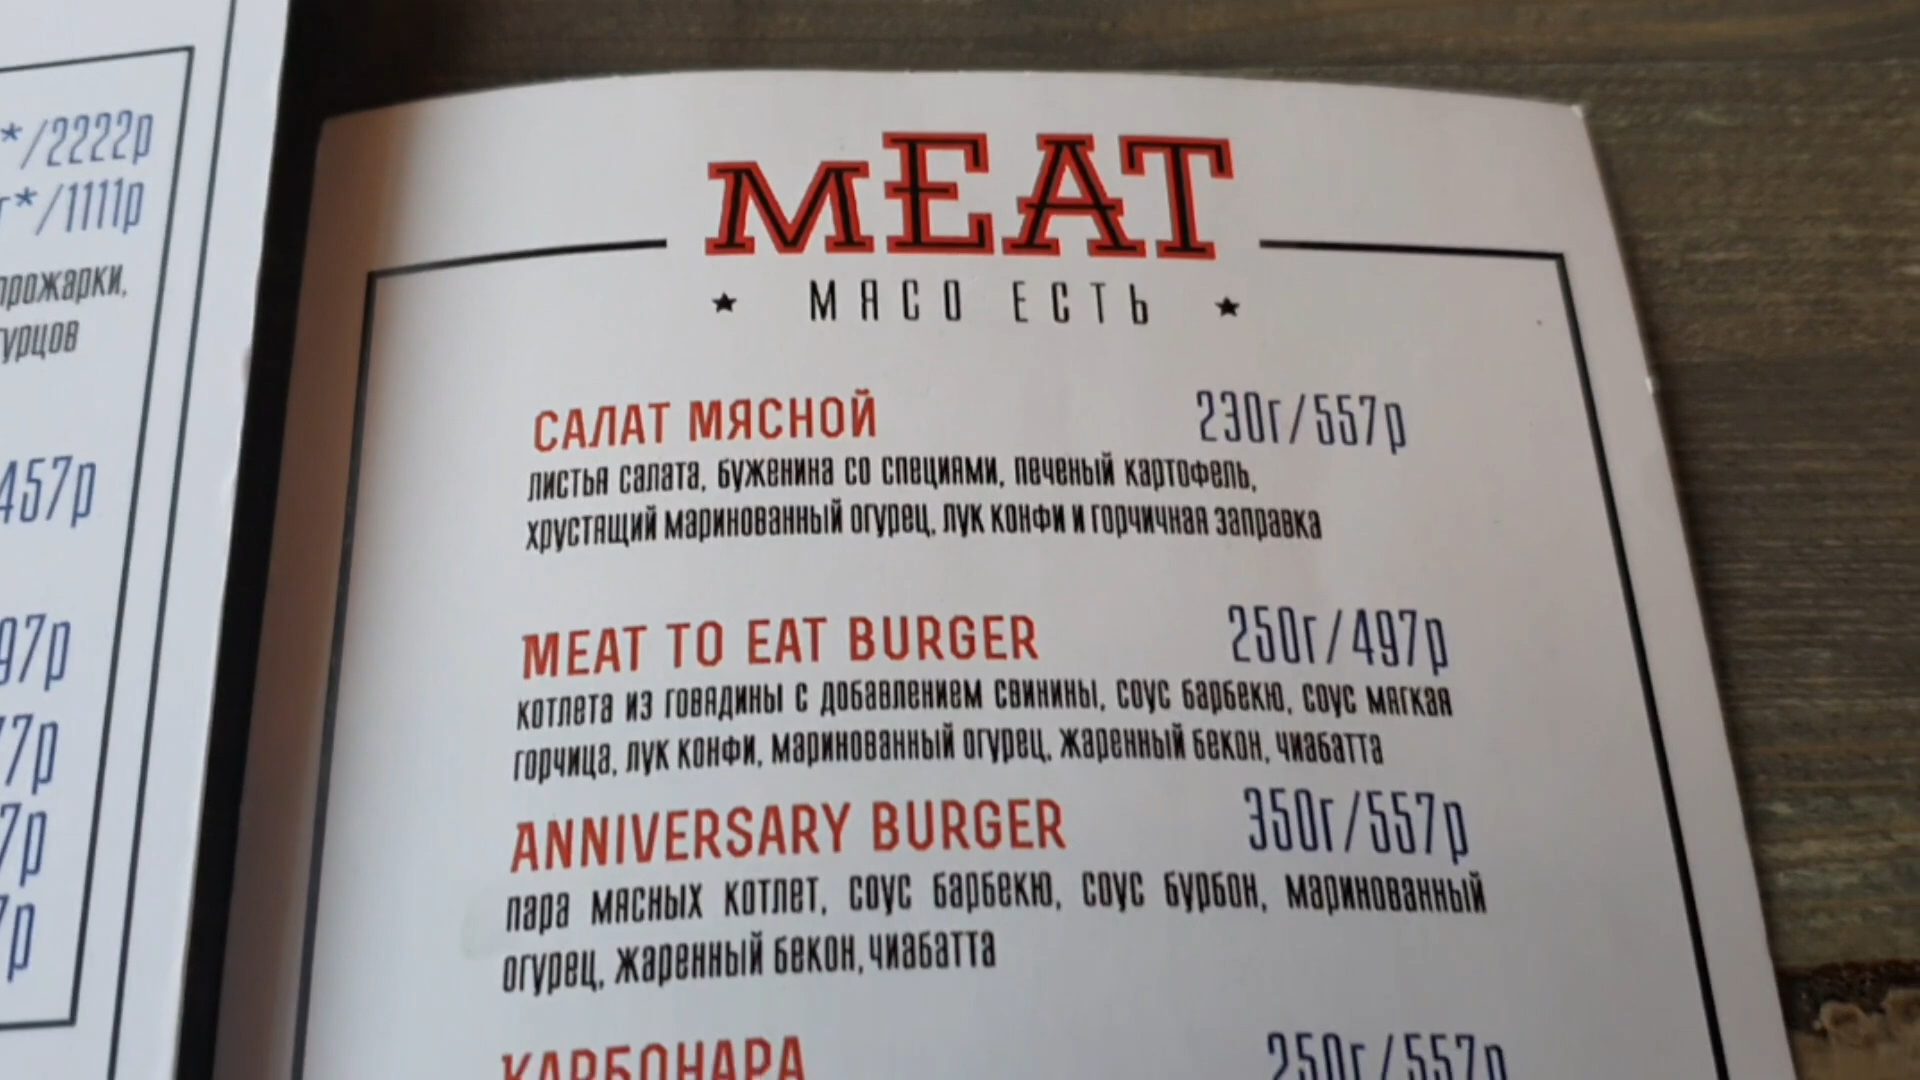 */2222р
г*/1111р
прожарки,
457р
97р
7р
7р
MEAT
★ МЯСО ЕСТЬ ★
САЛАТ МЯСНОЙ 230г/557р
листья салата, буженина со специями, печеный картофель,
хрустящий маринованный огурец, лук конфи и горчичная заправка
MEAT TO EAT BURGER 250г/497р
котлета из говядины с добавлением свинины, соус барбекю, соус мягкая
горчица, лук конфи, маринованный огурец, жаренный бекон, чиабатта
ANNIVERSARY BURGER 350г/557р
пара мясных котлет, соус барбекю, соус бурбон, маринованный
огурец, жаренный бекон, чиабатта
КАРБОНАРА 250г/557р